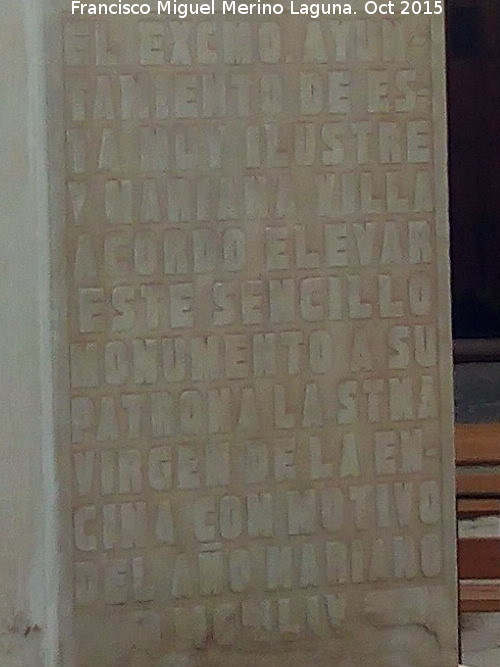 Francisco Miguel Merino Laguna. Oct 2015
EL EXCMO. AYUN-
TAMIENTO DE ES-
TA MUY ILUSTRE
Y MARIANA VILLA
ACORDO ELEVAR
ESTE SENCILLO
MONUMENTO A SU
PATRONA LA STMA
VIRGEN DE LA EN-
CINA CON MOTIVO
DEL AÑO MARIANO